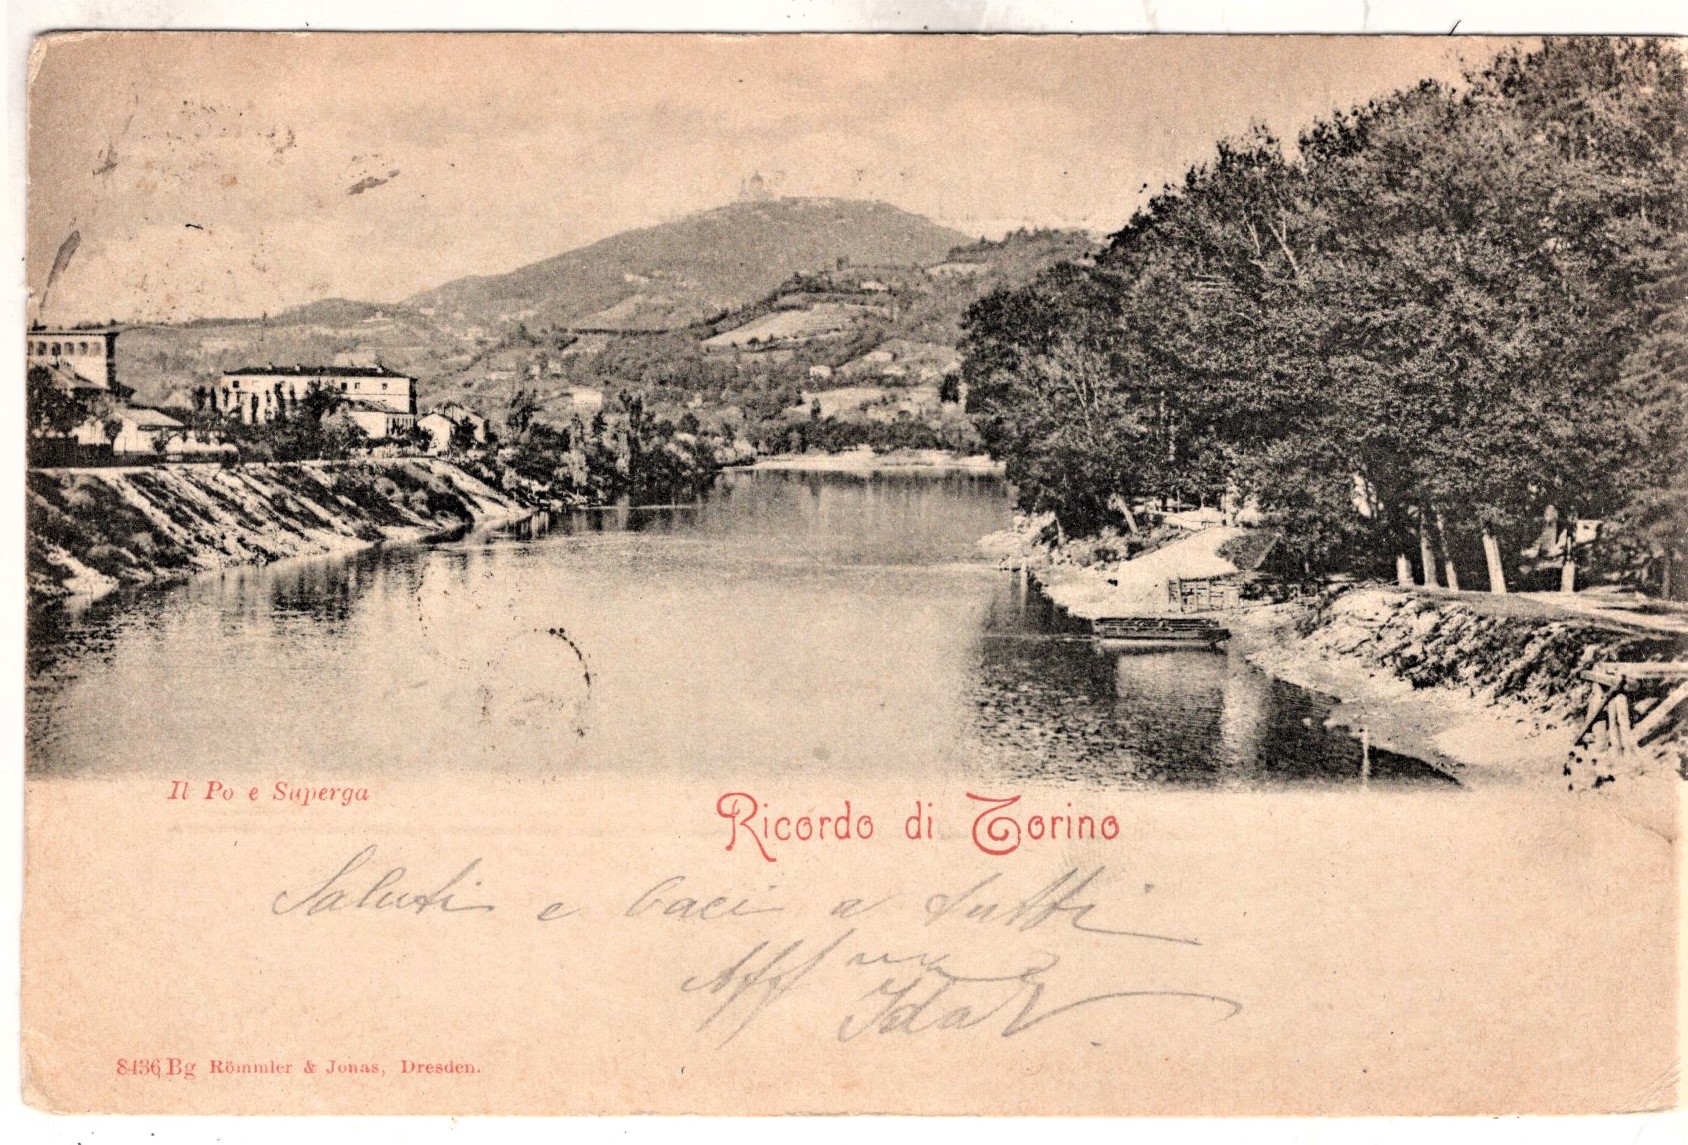 Il Po e Superga
Ricordo di Torino
Saluti e baci a tutti
Aff ma
Ida
8436 Bg Römmler & Jonas, Dresden.